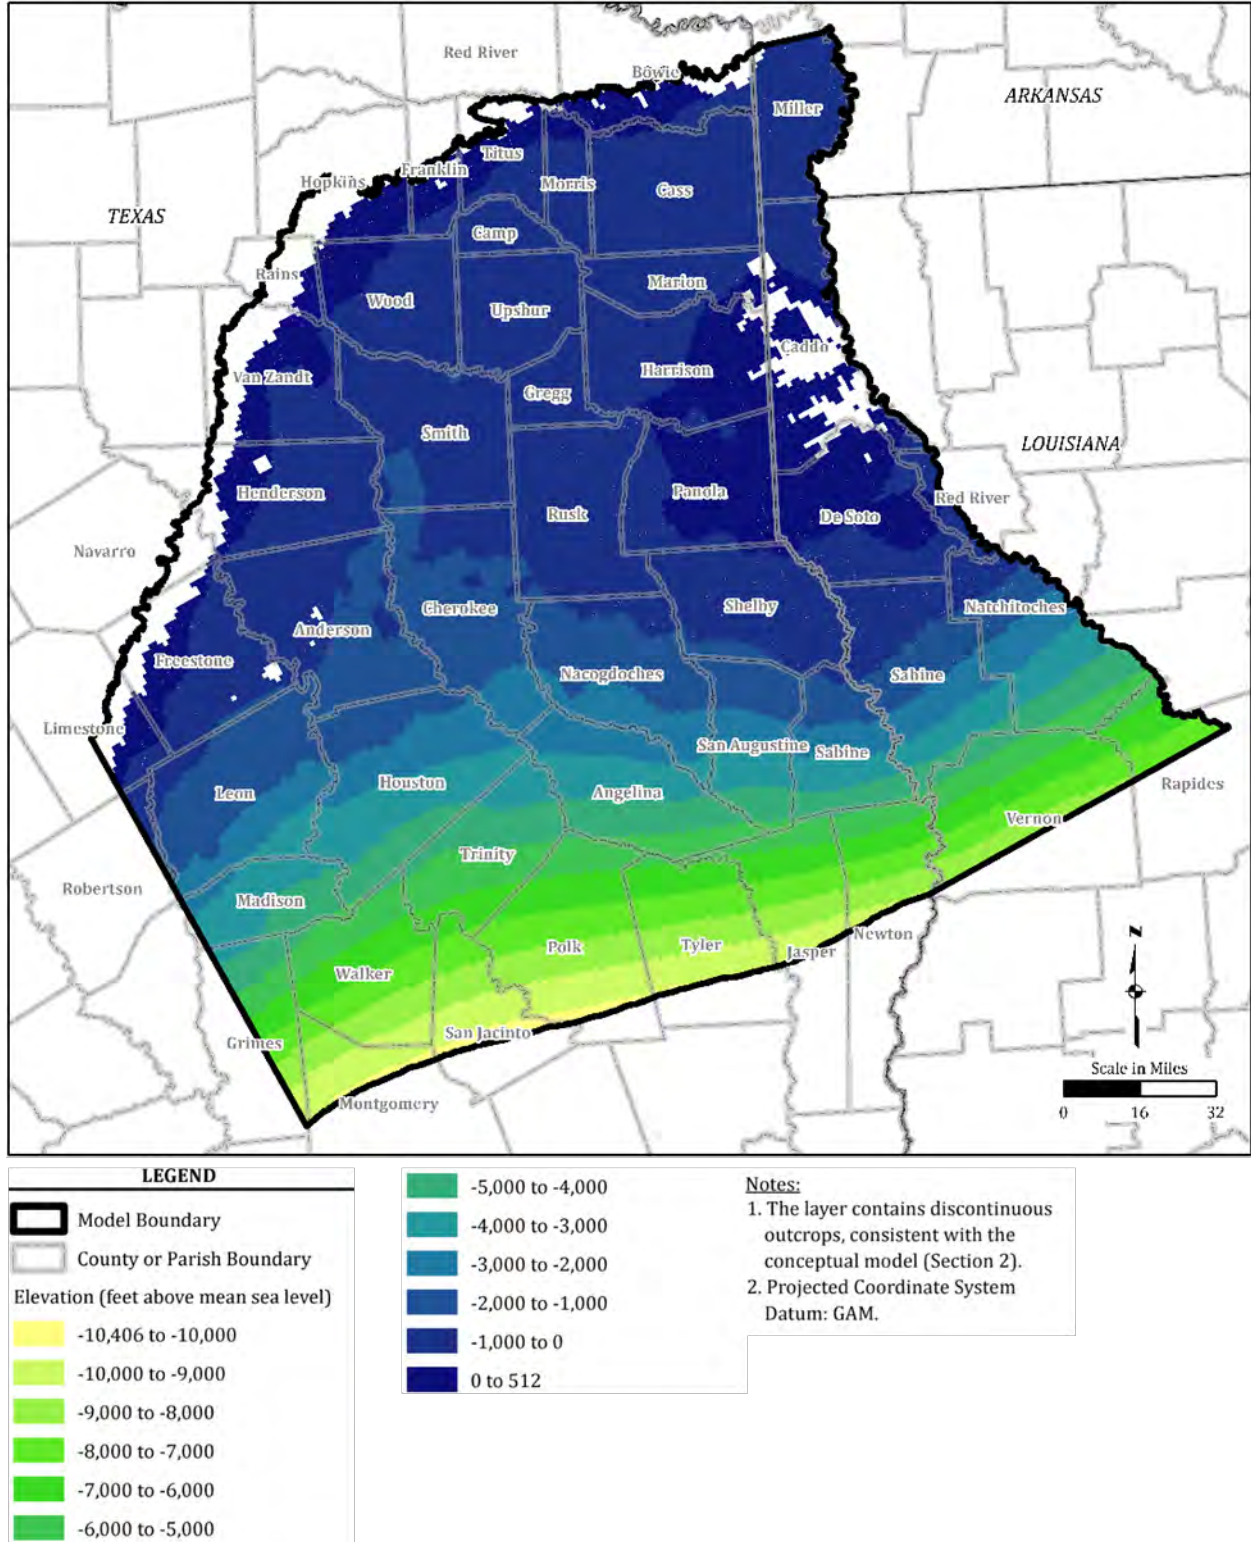 Red River
Bowie
ARKANSAS
Miller
Titus
Franklin
Hopkins
Morris
Cass
TEXAS
Camp
Rains
Marion
Wood
Upshur
Caddo
Harrison
Van Zandt
Gregg
Smith
LOUISIANA
Henderson
Panola
Red River
Rusk
De Soto
Navarro
Cherokee
Shelby
Natchitoches
Anderson
Freestone
Nacogdoches
Sabine
Limestone
San Augustine
Sabine
Houston
Rapides
Leon
Angelina
Vernon
Trinity
Robertson
Madison
Newton
Polk
Tyler
Jasper
Walker
N
San Jacinto
Grimes
Scale in Miles
Montgomery
0 16 32
LEGEND
Model Boundary
County or Parish Boundary
Elevation (feet above mean sea level)
-10,406 to -10,000
-10,000 to -9,000
-9,000 to -8,000
-8,000 to -7,000
-7,000 to -6,000
-6,000 to -5,000
-5,000 to -4,000
-4,000 to -3,000
-3,000 to -2,000
-2,000 to -1,000
-1,000 to 0
0 to 512
Notes:
1. The layer contains discontinuous
outcrops, consistent with the
conceptual model (Section 2).
2. Projected Coordinate System
Datum: GAM.